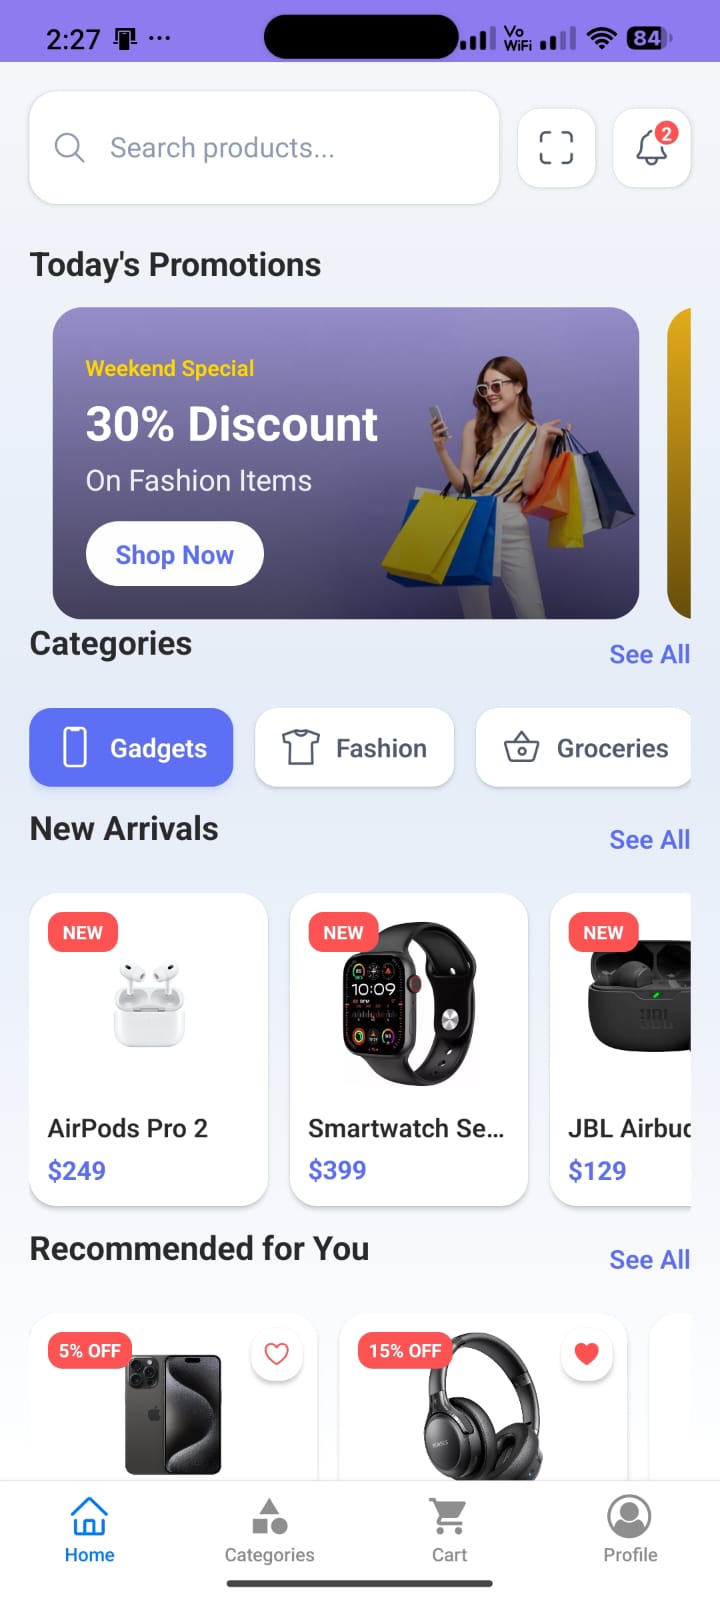 2:27 ...
Vo
WiFi
84
Search products...
2
Today's Promotions
Weekend Special
30% Discount
On Fashion Items
Shop Now
Categories
See All
Gadgets
Fashion
Groceries
New Arrivals
See All
NEW
NEW
NEW
10:09
JBL
AirPods Pro 2
Smartwatch Se...
JBL Airbud
$249
$399
$129
Recommended for You
See All
5% OFF
15% OFF
Home
Categories
Cart
Profile